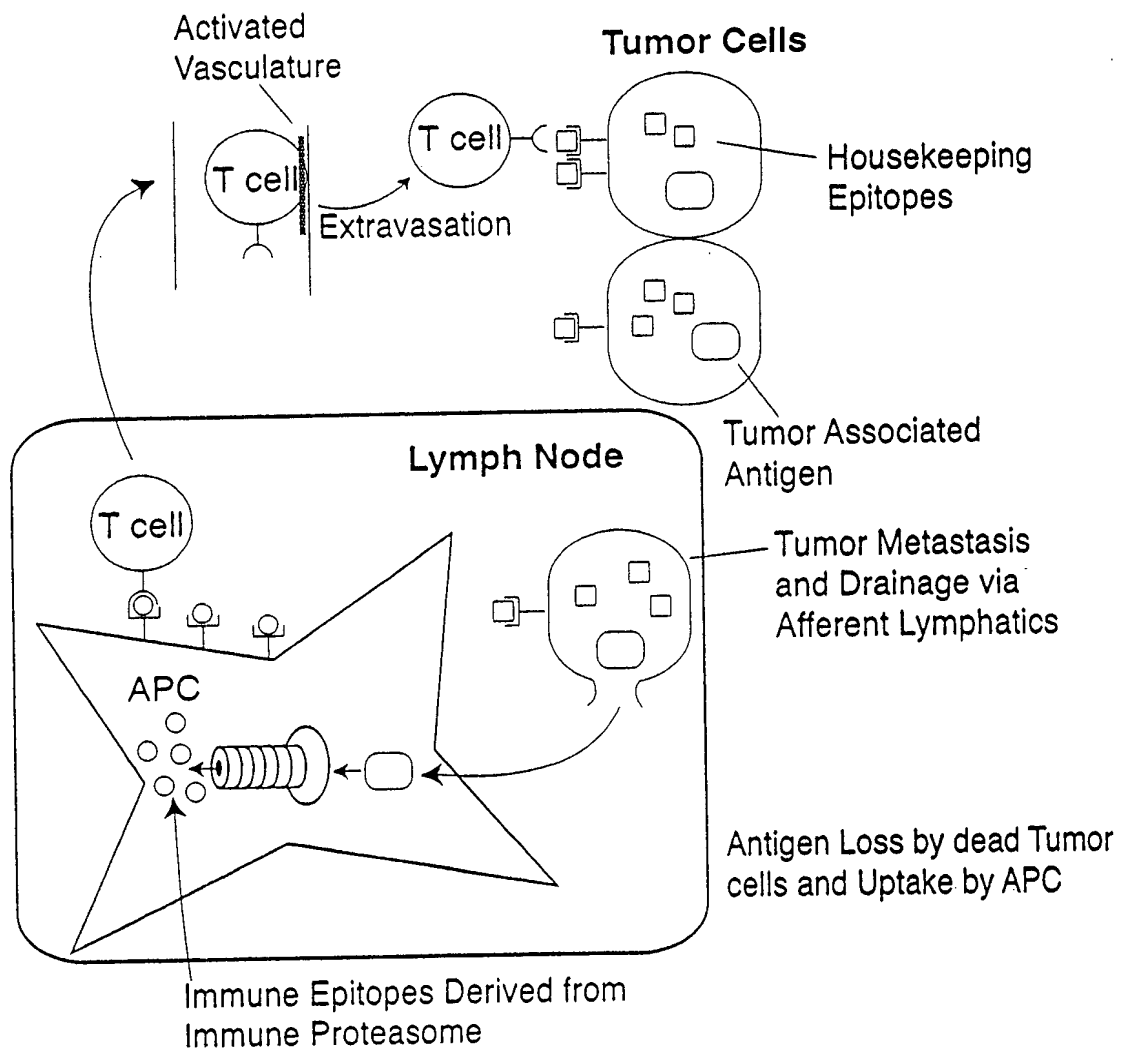 Activated
Vasculature
Tumor Cells
T cell
T cell
Extravasation
Housekeeping
Epitopes
Tumor Associated
Antigen
Lymph Node
T cell
Tumor Metastasis
and Drainage via
Afferent Lymphatics
APC
Antigen Loss by dead Tumor
cells and Uptake by APC
Immune Epitopes Derived from
Immune Proteasome